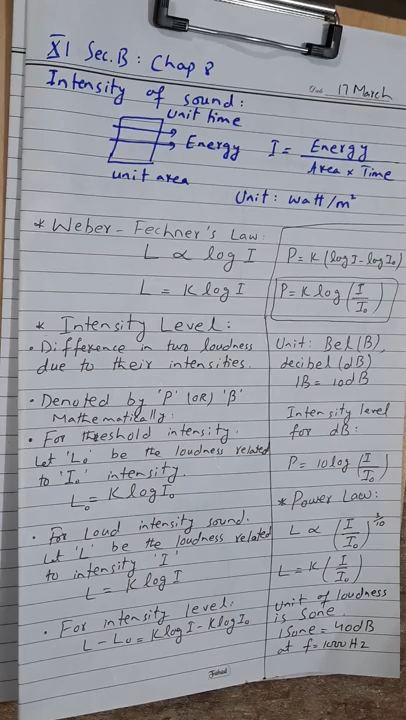 XI Sec.B: Chap 8
Date 17 March
Intensity of sound:
unit time
Energy
unit area
I = Energy / Area × Time
Unit: watt/m²
* Weber-Fechner's Law:
L ∝ log I
L = K log I
* Intensity Level:
• Difference in two loudness
due to their intensities.
• Denoted by 'P' (OR) 'B'
Mathematically:
• For threshold intensity.
Let 'L₀' be the loudness related
to 'I₀' intensity.
L₀ = K log I₀
• For Loud intensity sound.
Let 'L' be the loudness related
to intensity 'I'
L = K log I
• For intensity level:
L - L₀ = K log I - K log I₀
P = K (log I - log I₀)
P = K log (I/I₀)
Unit: Bel (B),
decibel (dB)
1B = 10dB
Intensity level
for dB:
P = 10 log (I/I₀)
* Power Law:
L ∝ (I/I₀)^3/10
L = K (I/I₀)
Unit of loudness
is Sone.
1 Sone = 40dB
at f = 1000 Hz